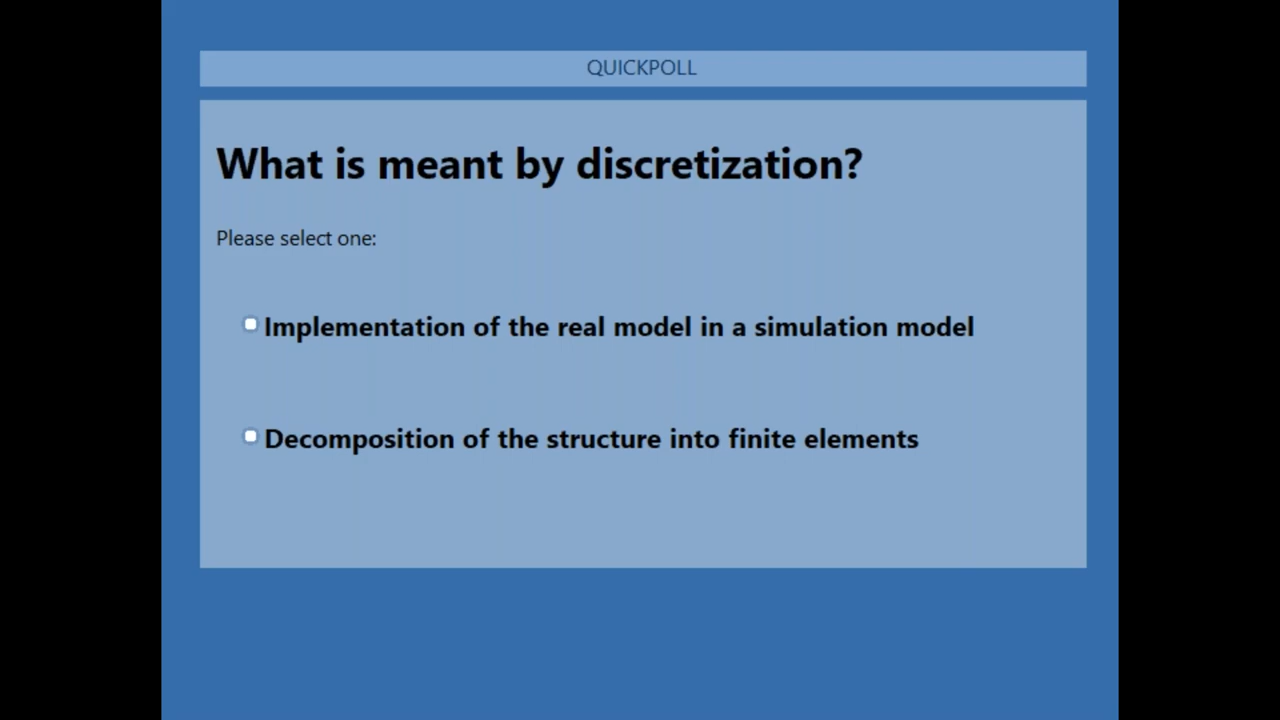 QUICKPOLL
What is meant by discretization?
Please select one:
Implementation of the real model in a simulation model
Decomposition of the structure into finite elements